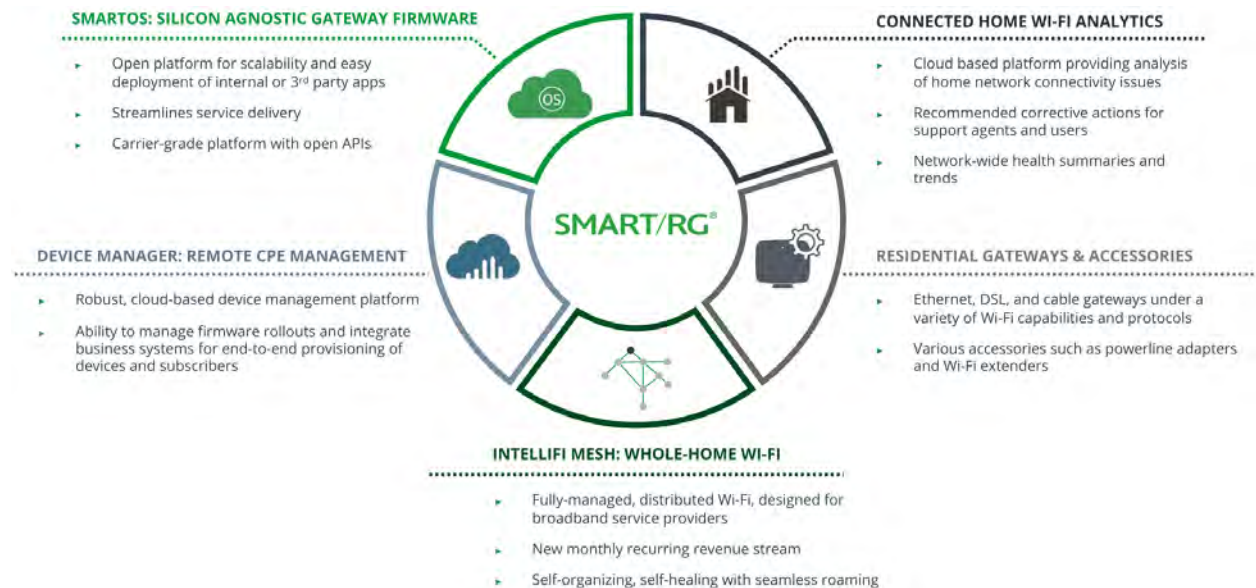 SMARTOS: SILICON AGNOSTIC GATEWAY FIRMWARE
▸ Open platform for scalability and easy
deployment of internal or 3rd party apps
▸ Streamlines service delivery
▸ Carrier-grade platform with open APIs
OS
CONNECTED HOME WI-FI ANALYTICS
▸ Cloud based platform providing analysis
of home network connectivity issues
▸ Recommended corrective actions for
support agents and users
▸ Network-wide health summaries and
trends
SMART/RG®
DEVICE MANAGER: REMOTE CPE MANAGEMENT
▸ Robust, cloud-based device management platform
▸ Ability to manage firmware rollouts and integrate
business systems for end-to-end provisioning of
devices and subscribers
RESIDENTIAL GATEWAYS & ACCESSORIES
▸ Ethernet, DSL, and cable gateways under a
variety of Wi-Fi capabilities and protocols
▸ Various accessories such as powerline adapters
and Wi-Fi extenders
INTELLIFI MESH: WHOLE-HOME WI-FI
▸ Fully-managed, distributed Wi-Fi, designed for
broadband service providers
▸ New monthly recurring revenue stream
▸ Self-organizing, self-healing with seamless roaming